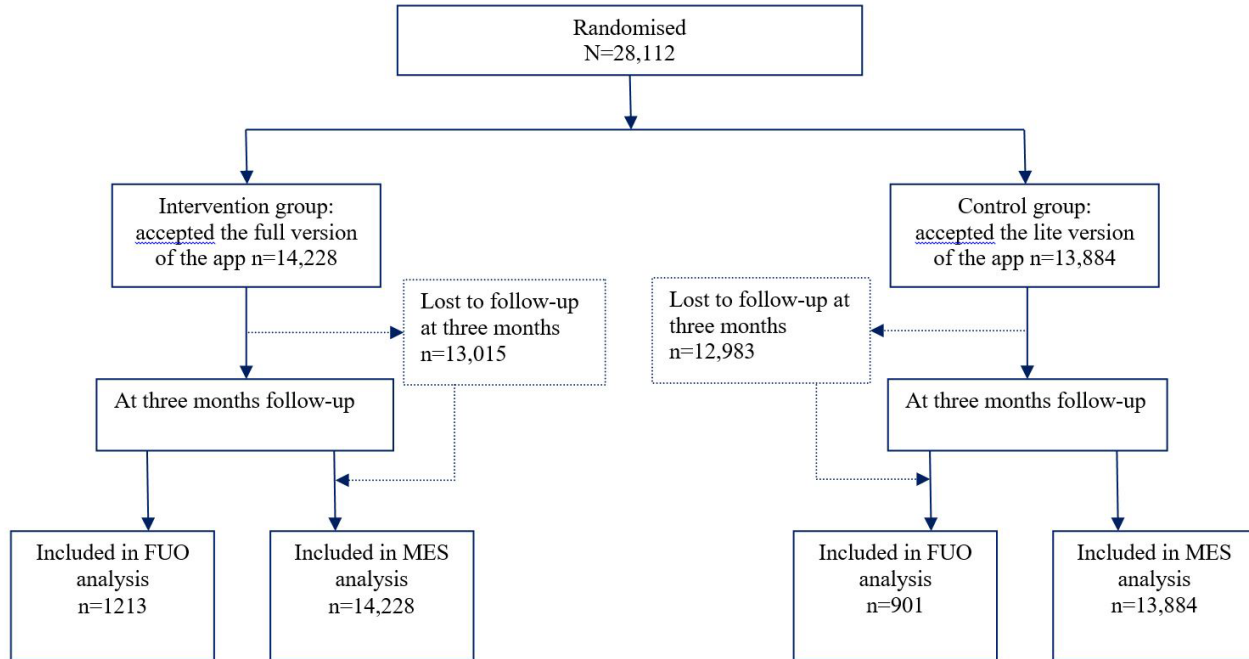 Randomised
N=28,112
Intervention group:
accepted the full version
of the app n=14,228
Control group:
accepted the lite version
of the app n=13,884
Lost to follow-up
at three months
n=13,015
Lost to follow-up at
three months
n=12,983
At three months follow-up
At three months follow-up
Included in FUO
analysis
n=1213
Included in MES
analysis
n=14,228
Included in FUO
analysis
n=901
Included in MES
analysis
n=13,884